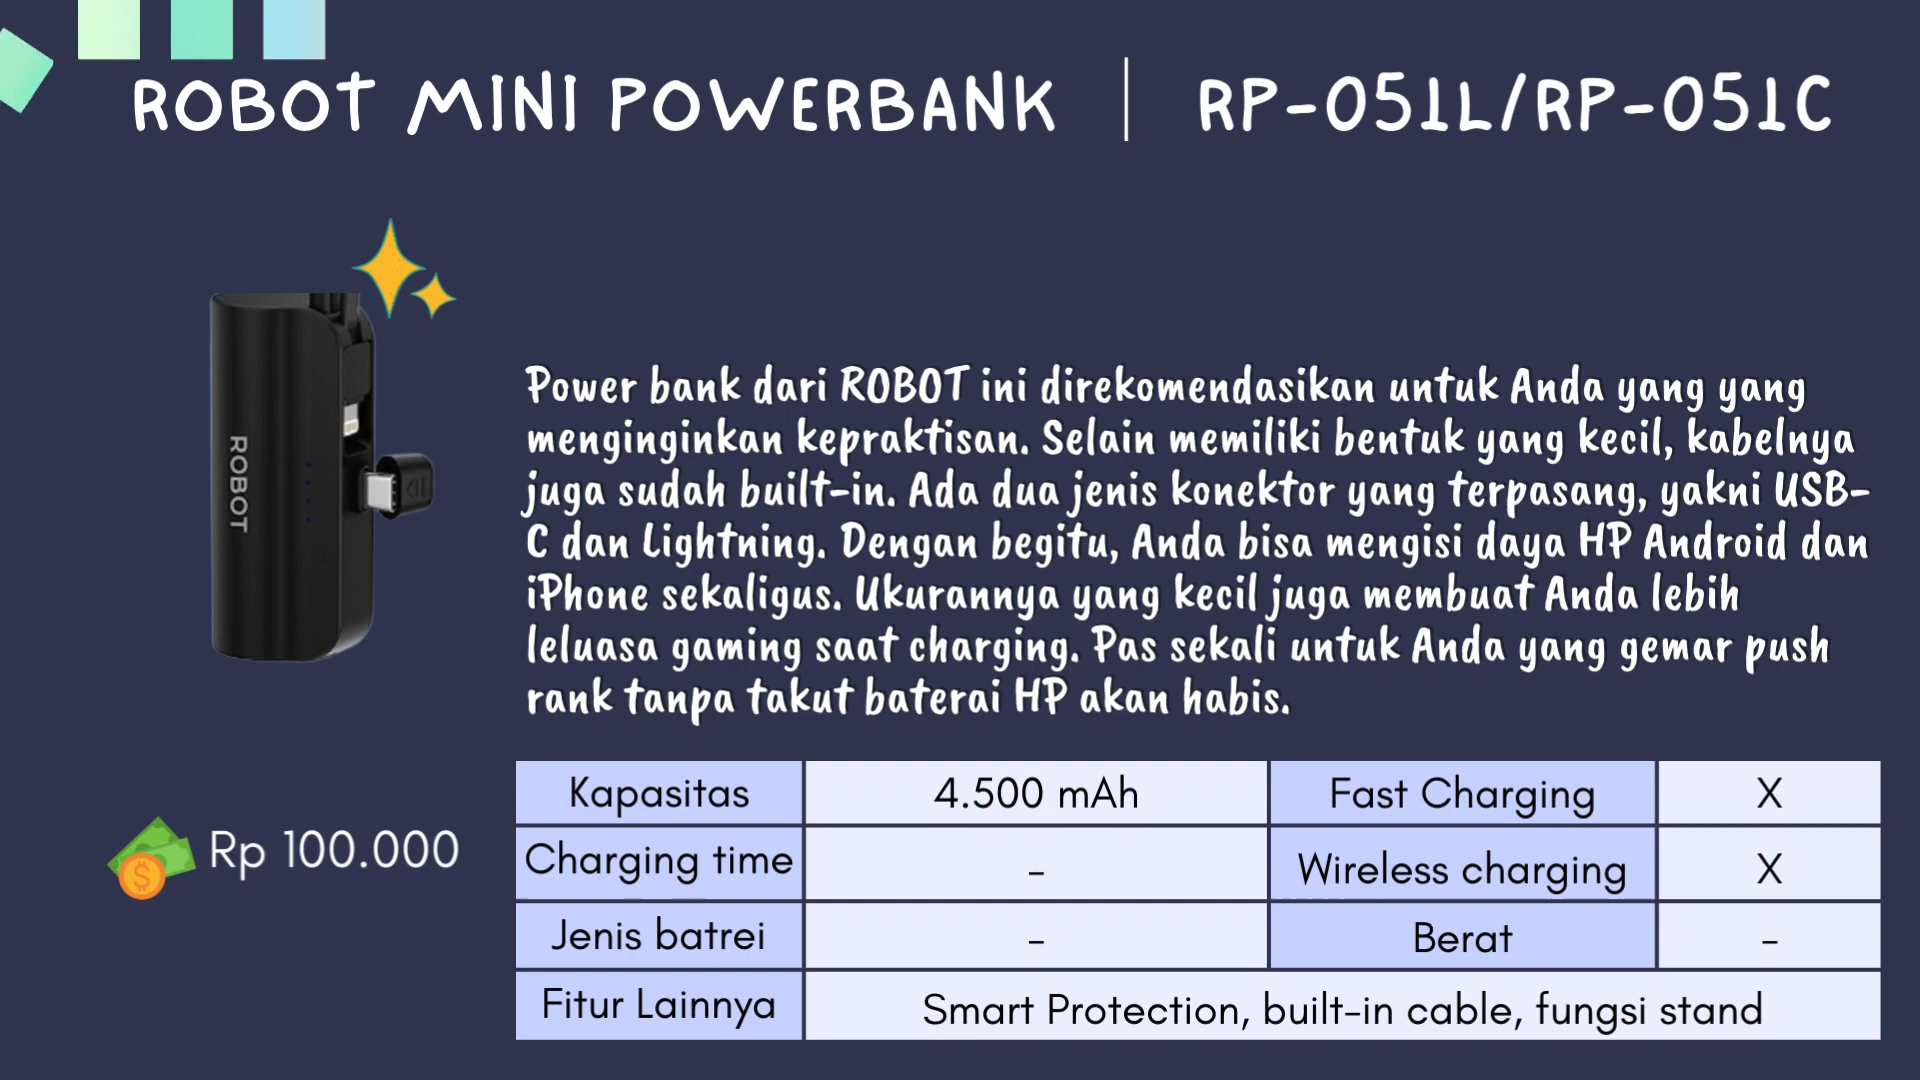 ROBOT MINI POWERBANK | RP-051L/RP-051C
ROBOT
Power bank dari ROBOT ini direkomendasikan untuk Anda yang yang
menginginkan kepraktisan. Selain memiliki bentuk yang kecil, kabelnya
juga sudah built-in. Ada dua jenis konektor yang terpasang, yakni USB-
C dan Lightning. Dengan begitu, Anda bisa mengisi daya HP Android dan
iPhone sekaligus. Ukurannya yang kecil juga membuat Anda lebih
leluasa gaming saat charging. Pas sekali untuk Anda yang gemar push
rank tanpa takut baterai HP akan habis.
Rp 100.000
Kapasitas 4.500 mAh Fast Charging X
Charging time - Wireless charging X
Jenis batrei - Berat -
Fitur Lainnya Smart Protection, built-in cable, fungsi stand